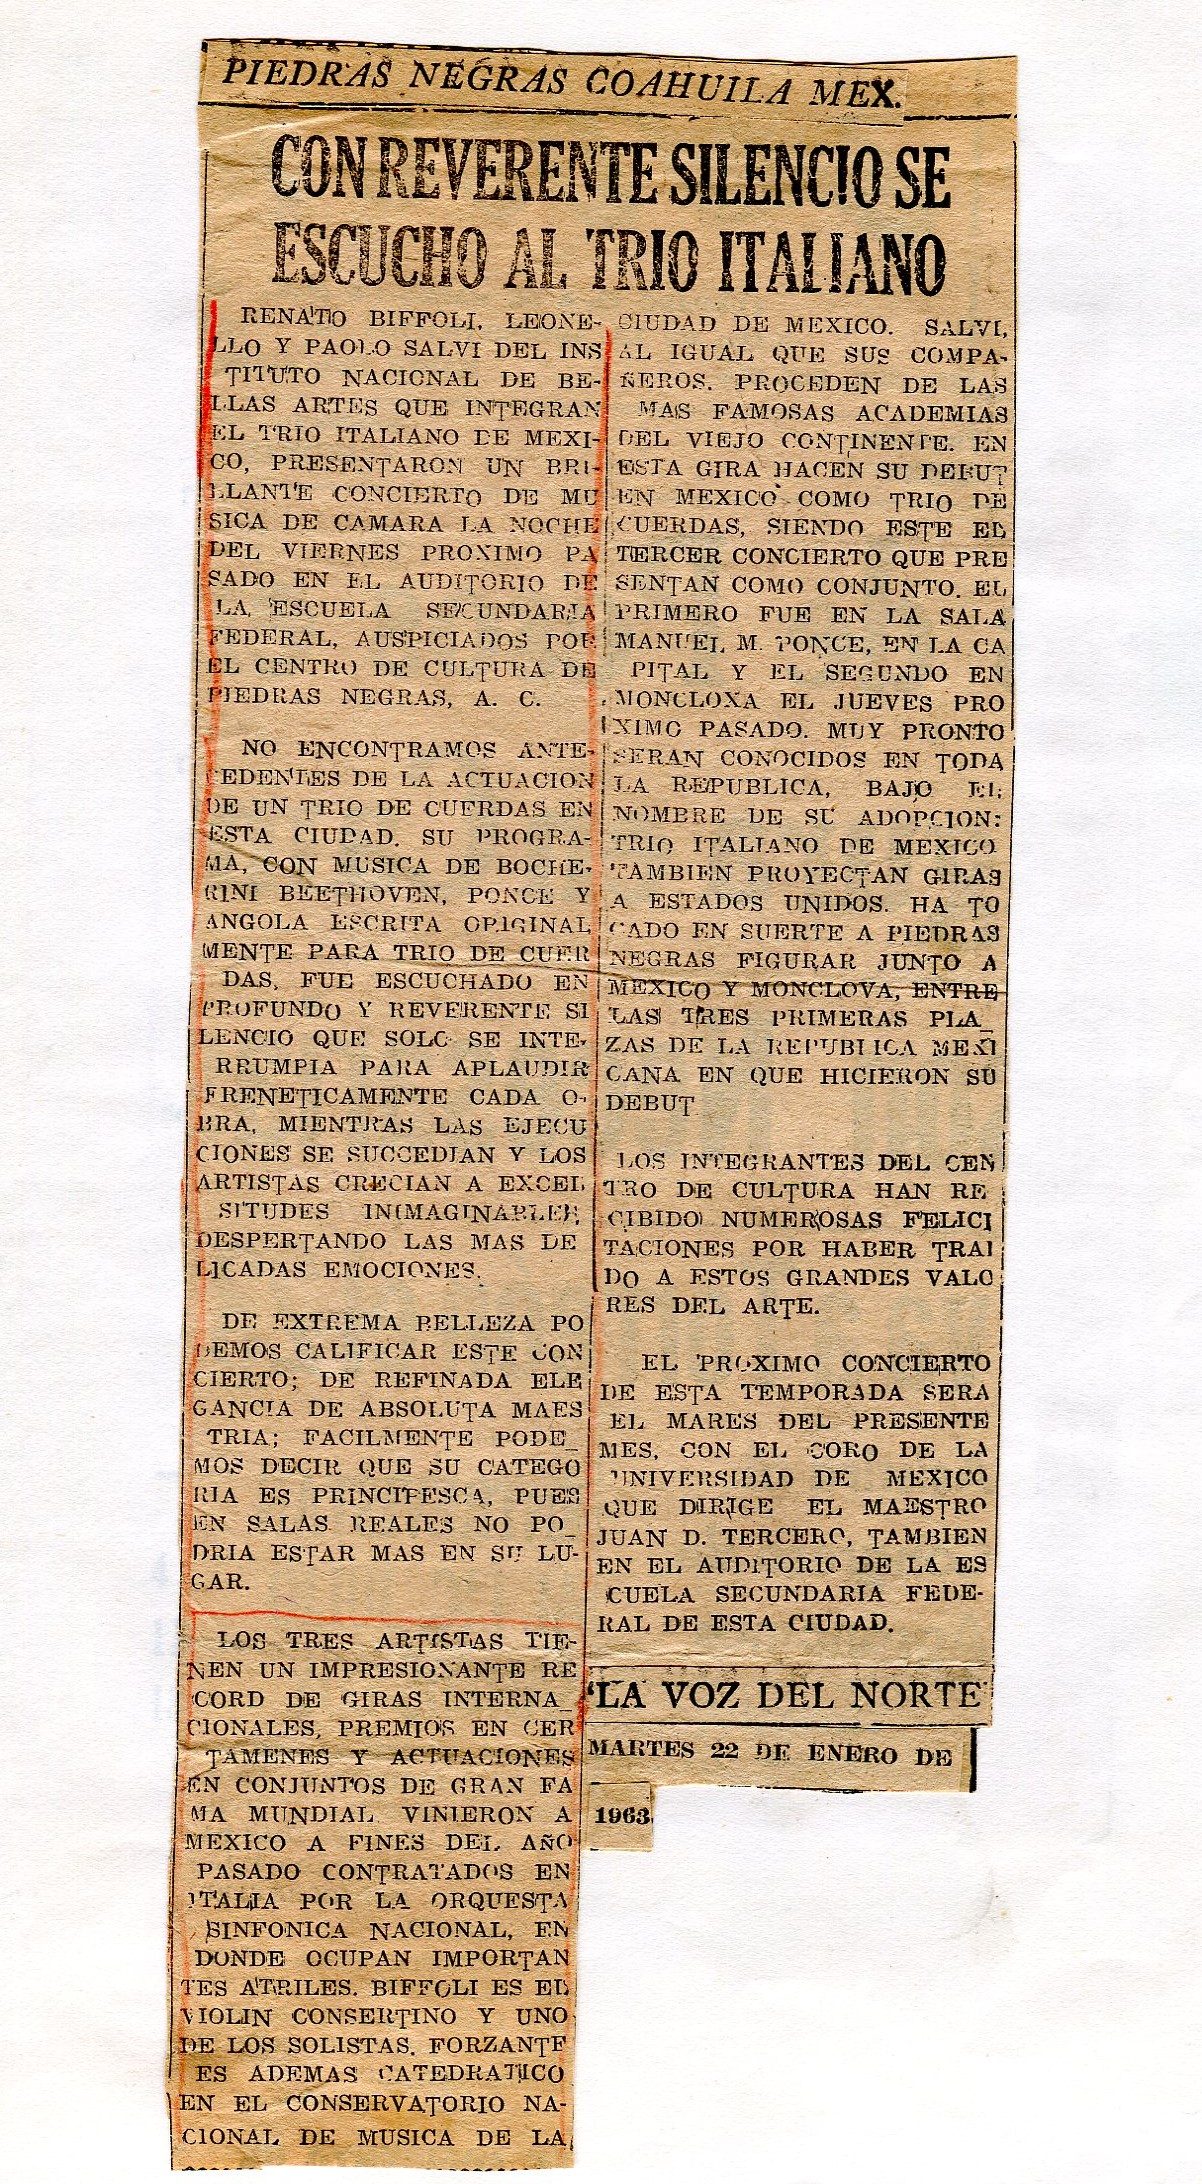 PIEDRAS NEGRAS COAHUILA MEX.
CON REVERENTE SILENCIO SE
ESCUCHO AL TRIO ITALIANO
RENATO BIFFOLI, LEONE-
LLO Y PAOLO SALVI DEL INS
TITUTO NACIONAL DE BE-
LLAS ARTES QUE INTEGRAN
EL TRIO ITALIANO DE MEXI-
CO, PRESENTARON UN BRI-
LLANTE CONCIERTO DE MU
SICA DE CAMARA LA NOCHE
DEL VIERNES PROXIMO PA
SADO EN EL AUDITORIO DE
LA ESCUELA SECUNDARIA
FEDERAL, AUSPICIADOS POR
EL CENTRO DE CULTURA DE
PIEDRAS NEGRAS, A. C.
NO ENCONTRAMOS ANTE-
CEDENTES DE LA ACTUACION
DE UN TRIO DE CUERDAS EN
ESTA CIUDAD. SU PROGRA-
MA, CON MUSICA DE BOCHE-
RINI BEETHOVEN, PONCE Y
ANGOLA ESCRITA ORIGINAL
MENTE PARA TRIO DE CUER
DAS, FUE ESCUCHADO EN
PROFUNDO Y REVERENTE SI
LENCIO QUE SOLO SE INTE-
RRUMPIA PARA APLAUDIR
FRENETICAMENTE CADA O-
BRA, MIENTRAS LAS EJECU
CIONES SE SUCCEDIAN Y LOS
ARTISTAS CRECIAN A EXCEL
SITUDES INIMAGINABLER
DESPERTANDO LAS MAS DE
LICADAS EMOCIONES.
DE EXTREMA BELLEZA PO
DEMOS CALIFICAR ESTE CON
CIERTO; DE REFINADA ELE
GANCIA DE ABSOLUTA MAES
TRIA; FACILMENTE PODE_
MOS DECIR QUE SU CATEGO
RIA ES PRINCIPESCA, PUES
EN SALAS REALES NO PO_
DRIA ESTAR MAS EN SU LU-
GAR.
LOS TRES ARTISTAS TIE-
NEN UN IMPRESIONANTE RE
CORD DE GIRAS INTERNA_
CIONALES, PREMIOS EN CER
TAMENES Y ACTUACIONES
EN CONJUNTOS DE GRAN FA
MA MUNDIAL. VINIERON A
MEXICO A FINES DEL AÑO
PASADO CONTRATADOS EN
ITALIA POR LA ORQUESTA
SINFONICA NACIONAL, EN
DONDE OCUPAN IMPORTAN
TES ATRILES. BIFFOLI ES EL
VIOLIN CONSERTINO Y UNO
DE LOS SOLISTAS. FORZANTE
ES ADEMAS CATEDRATICO
EN EL CONSERVATORIO NA-
CIONAL DE MUSICA DE LA
CIUDAD DE MEXICO. SALVI,
AL IGUAL QUE SUS COMPA-
ÑEROS. PROCEDEN DE LAS
MAS FAMOSAS ACADEMIAS
DEL VIEJO CONTINENTE. EN
ESTA GIRA HACEN SU DEBUT
EN MEXICO COMO TRIO DE
CUERDAS, SIENDO ESTE EL
TERCER CONCIERTO QUE PRE
SENTAN COMO CONJUNTO. EL
PRIMERO FUE EN LA SALA
MANUEL M. PONCE, EN LA CA
PITAL Y EL SEGUNDO EN
MONCLOXA EL JUEVES PRO
XIMO PASADO. MUY PRONTO
SERAN CONOCIDOS EN TODA
LA REPUBLICA, BAJO EL
NOMBRE DE SU ADOPCION:
TRIO ITALIANO DE MEXICO
TAMBIEN PROYECTAN GIRAS
A ESTADOS UNIDOS. HA TO
CADO EN SUERTE A PIEDRAS
NEGRAS FIGURAR JUNTO A
MEXICO Y MONCLOVA, ENTRE
LAS TRES PRIMERAS PLA_
ZAS DE LA REPUBLICA MEXI
CANA EN QUE HICIERON SU
DEBUT
LOS INTEGRANTES DEL CEN
TRO DE CULTURA HAN RE
CIBIDO NUMEROSAS FELICI
TACIONES POR HABER TRAI
DO A ESTOS GRANDES VALO
RES DEL ARTE.
EL PROXIMO CONCIERTO
DE ESTA TEMPORADA SERA
EL MARES DEL PRESENTE
MES, CON EL CORO DE LA
UNIVERSIDAD DE MEXICO
QUE DIRIGE EL MAESTRO
JUAN D. TERCERO, TAMBIEN
EN EL AUDITORIO DE LA ES
CUELA SECUNDARIA FEDE-
RAL DE ESTA CIUDAD.
"LA VOZ DEL NORTE"
MARTES 22 DE ENERO DE
1963